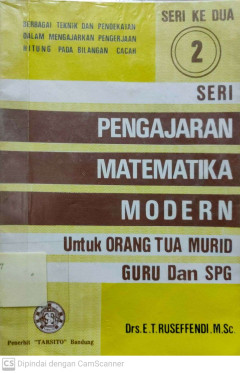 SERI KE DUA
BERBAGAI TEKNIK DAN PENDEKATAN
DALAM MENGAJARKAN PENGERJAAN
HITUNG PADA BILANGAN CACAH
2
SERI
PENGAJARAN
MATEMATIKA
MODERN
Untuk ORANG TUA MURID
GURU Dan SPG
Drs.E.T.RUSEFFENDI.M.Sc.
Penerbit "TARSITO" Bandung
CS Dipindai dengan CamScanner